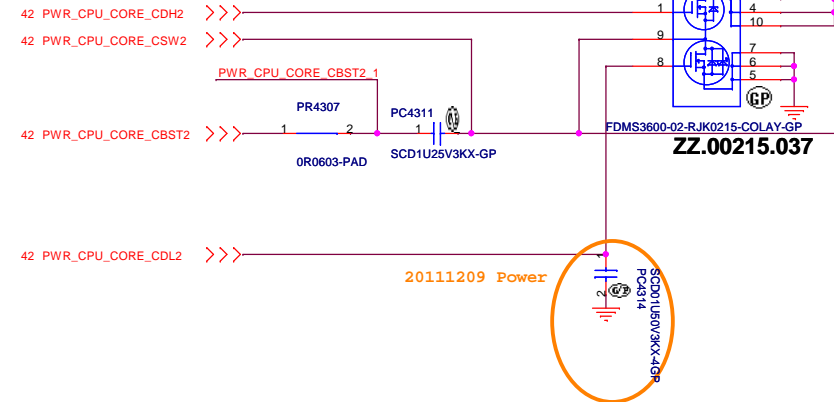 42 PWR_CPU_CORE_CDH2
1
4
10
42 PWR_CPU_CORE_CSW2
9
7
8
6
5
PWR_CPU_CORE_CBST2_1
GP
PR4307
PC4311
42 PWR_CPU_CORE_CBST2
1
2
1
FDMS3600-02-RJK0215-COLAY-GP
0R0603-PAD
SCD1U25V3KX-GP
ZZ.00215.037
42 PWR_CPU_CORE_CDL2
1
20111209 Power
2
PC4314
SCD01U50V3KX-4GP